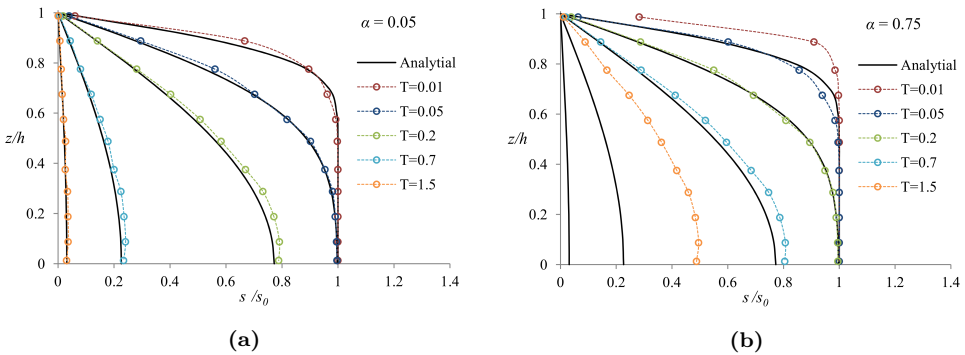 α = 0.05
1
0.8
0.6
0.4
0.2
0
z/h
0 0.2 0.4 0.6 0.8 1 1.2 1.4
s /s0
Analytial
T=0.01
T=0.05
T=0.2
T=0.7
T=1.5
(a)
α = 0.75
1
0.8
0.6
0.4
0.2
0
z/h
0 0.2 0.4 0.6 0.8 1 1.2 1.4
s/s0
Analytial
T=0.01
T=0.05
T=0.2
T=0.7
T=1.5
(b)